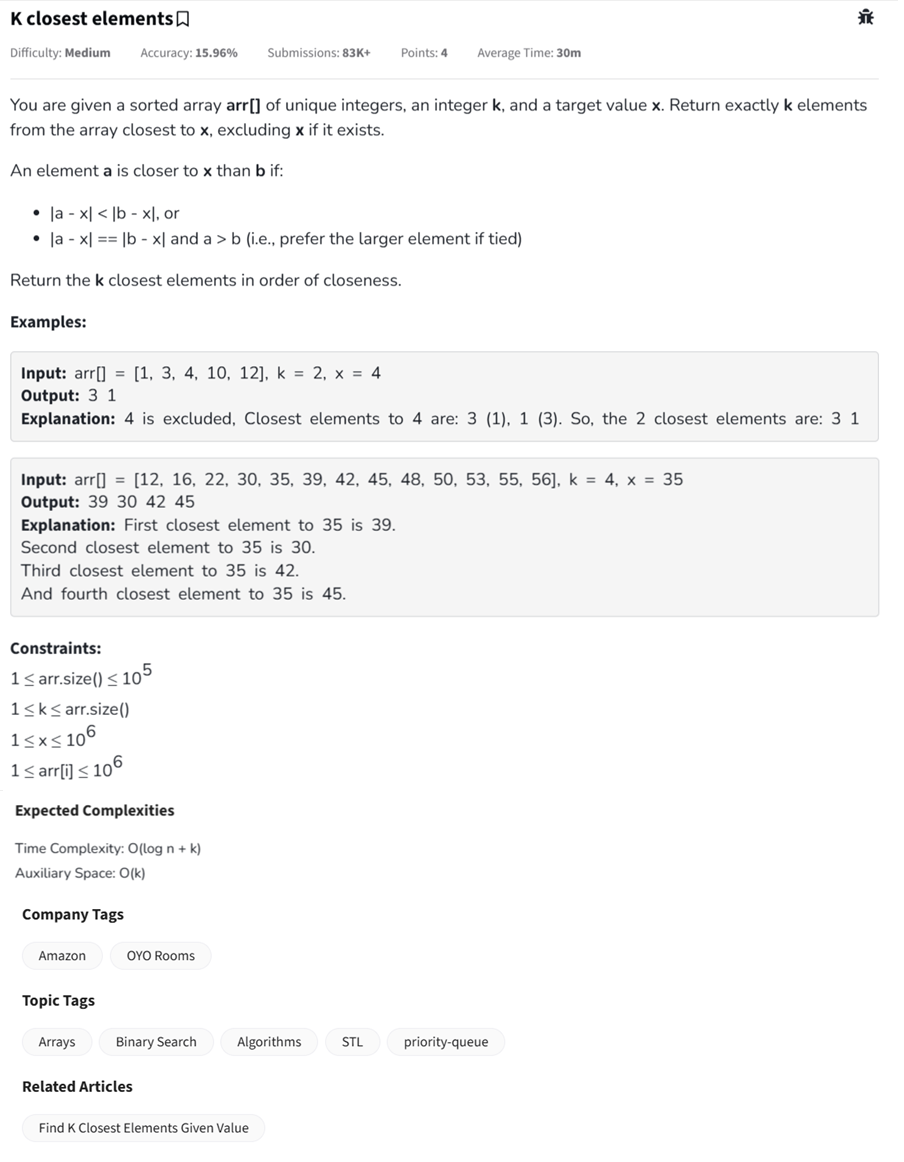 K closest elements
Difficulty: Medium Accuracy: 15.96% Submissions: 83K+ Points: 4 Average Time: 30m
You are given a sorted array arr[] of unique integers, an integer k, and a target value x. Return exactly k elements
from the array closest to x, excluding x if it exists.
An element a is closer to x than b if:
• |a - x| < |b - x|, or
• |a - x| == |b - x| and a > b (i.e., prefer the larger element if tied)
Return the k closest elements in order of closeness.
Examples:
Input: arr[] = [1, 3, 4, 10, 12], k = 2, x = 4
Output: 3 1
Explanation: 4 is excluded, Closest elements to 4 are: 3 (1), 1 (3). So, the 2 closest elements are: 3 1
Input: arr[] = [12, 16, 22, 30, 35, 39, 42, 45, 48, 50, 53, 55, 56], k = 4, x = 35
Output: 39 30 42 45
Explanation: First closest element to 35 is 39.
Second closest element to 35 is 30.
Third closest element to 35 is 42.
And fourth closest element to 35 is 45.
Constraints:
1 ≤ arr.size() ≤ 10^5
1 ≤ k ≤ arr.size()
1 ≤ x ≤ 10^6
1 ≤ arr[i] ≤ 10^6
Expected Complexities
Time Complexity: O(log n + k)
Auxiliary Space: O(k)
Company Tags
Amazon OYO Rooms
Topic Tags
Arrays Binary Search Algorithms STL priority-queue
Related Articles
Find K Closest Elements Given Value